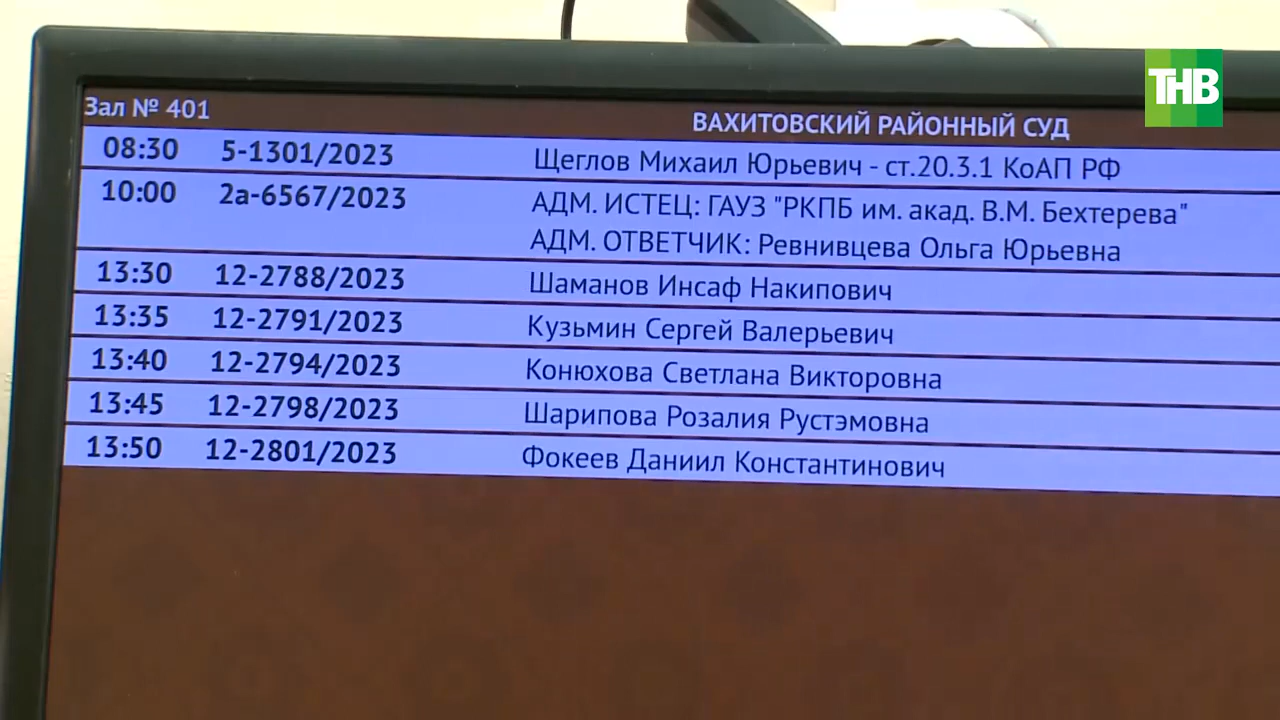 ТНВ
Зал № 401
ВАХИТОВСКИЙ РАЙОННЫЙ СУД
08:30 5-1301/2023 Щеглов Михаил Юрьевич - ст.20.3.1 КоАП РФ
10:00 2а-6567/2023 АДМ. ИСТЕЦ: ГАУЗ "РКПБ им. акад. В.М. Бехтерева"
АДМ. ОТВЕТЧИК: Ревнивцева Ольга Юрьевна
13:30 12-2788/2023 Шаманов Инсаф Накипович
13:35 12-2791/2023 Кузьмин Сергей Валерьевич
13:40 12-2794/2023 Конюхова Светлана Викторовна
13:45 12-2798/2023 Шарипова Розалия Рустэмовна
13:50 12-2801/2023 Фокеев Даниил Константинович